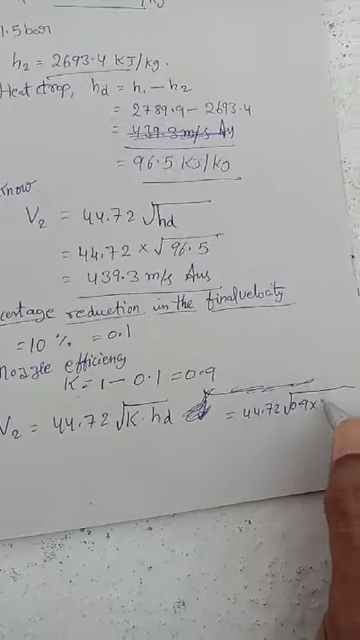 1.5 bar
h₂ = 2693.4 KJ/kg.
Heat drop, hd = h₁ - h₂
= 2789.9 - 2693.4
= 439.3 m/s Au
= 96.5 KJ/kg
know
V₂ = 44.72 √hd
= 44.72 × √96.5
= 439.3 m/s Ans
centage reduction in the final velocity
= 10 % = 0.1
Nozzle efficieng
K = 1 - 0.1 = 0.9
V₂ = 44.72 √K. hd = 44.72 √0.9×